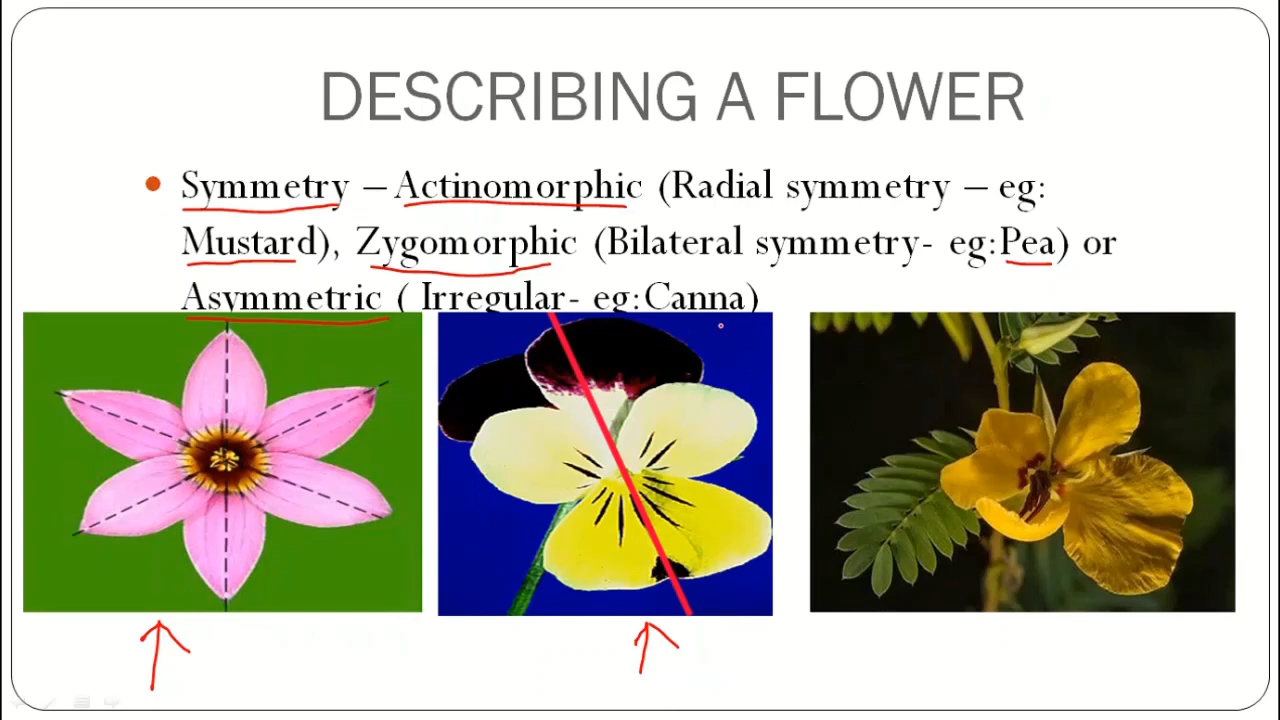 DESCRIBING A FLOWER
• Symmetry – Actinomorphic (Radial symmetry – eg:
Mustard), Zygomorphic (Bilateral symmetry- eg:Pea) or
Asymmetric ( Irregular- eg:Canna)